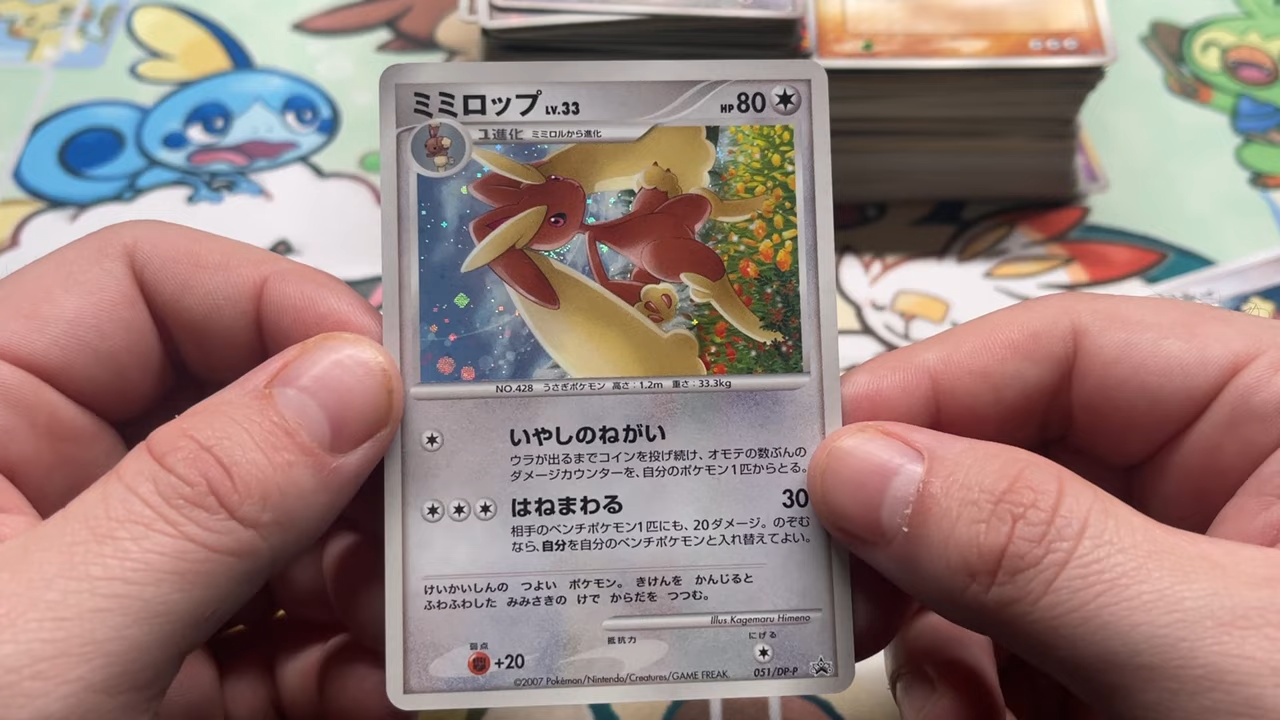 ミミロップ LV.33 HP80
1進化 ミミロルから進化
NO.428 うさぎポケモン 高さ:1.2m 重さ:33.3kg
いやしのねがい
ウラが出るまでコインを投げ続け、オモテの数ぶんの
ダメージカウンターを、自分のポケモン1匹からとる。
はねまわる 30
相手のベンチポケモン1匹にも、20ダメージ。のぞむ
なら、自分を自分のベンチポケモンと入れ替えてよい。
けいかいしんの つよい ポケモン。 きけんを かんじると
ふわふわした みみさきの けで からだを つつむ。
Illus.Kagemaru Himeno
弱点 抵抗力 にげる
+20
©2007 Pokémon/Nintendo/Creatures/GAME FREAK 051/DP-P